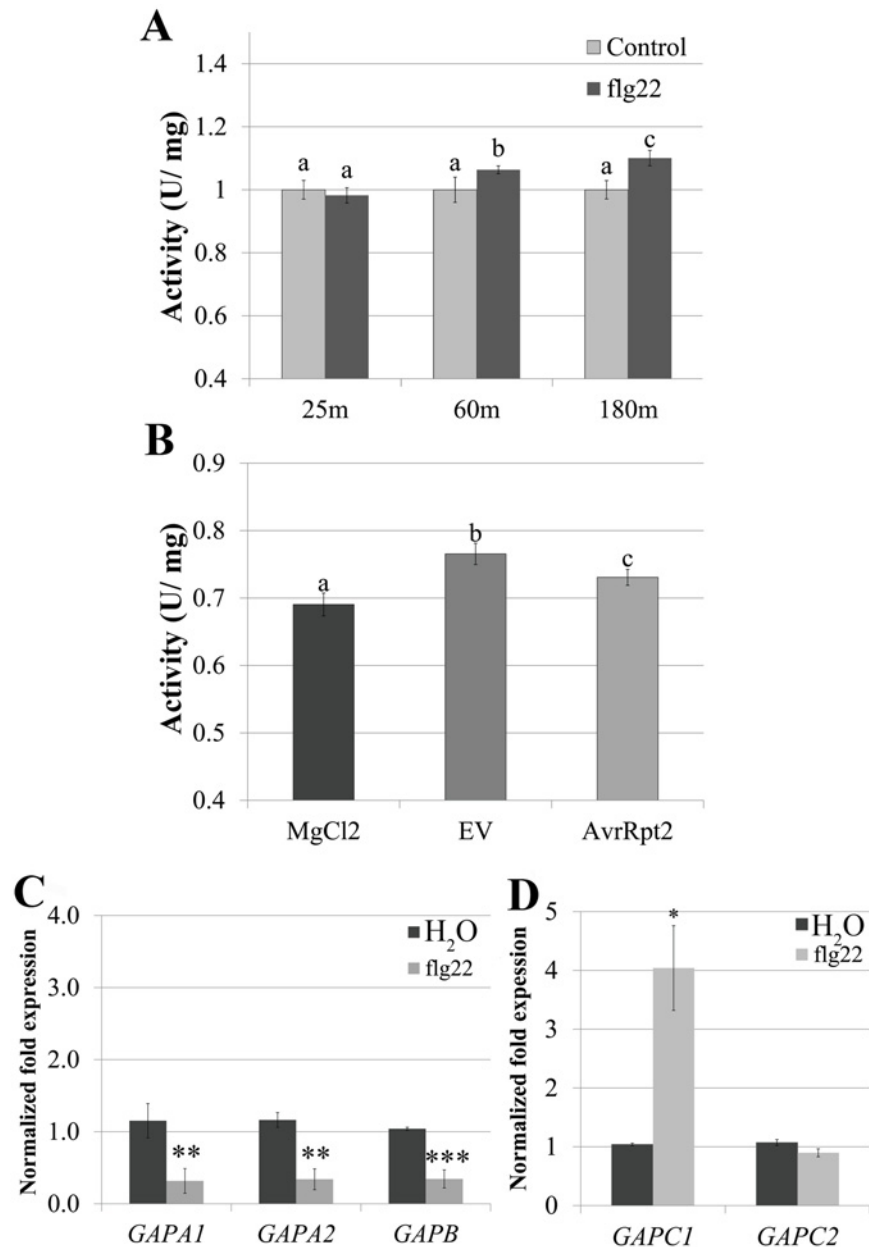 A
Control
flg22
Activity (U/ mg)
1.4
1.2
1
0.8
0.6
0.4
a
a
a
b
a
c
25m
60m
180m
B
Activity (U/ mg)
0.9
0.8
0.7
0.6
0.5
0.4
a
b
c
MgCl2
EV
AvrRpt2
C
Normalized fold expression
4.0
3.0
2.0
1.0
0.0
H₂O
flg22
**
**
***
GAPA1
GAPA2
GAPB
D
Normalized fold expession
5
4
3
2
1
0
*
H₂O
flg22
GAPC1
GAPC2